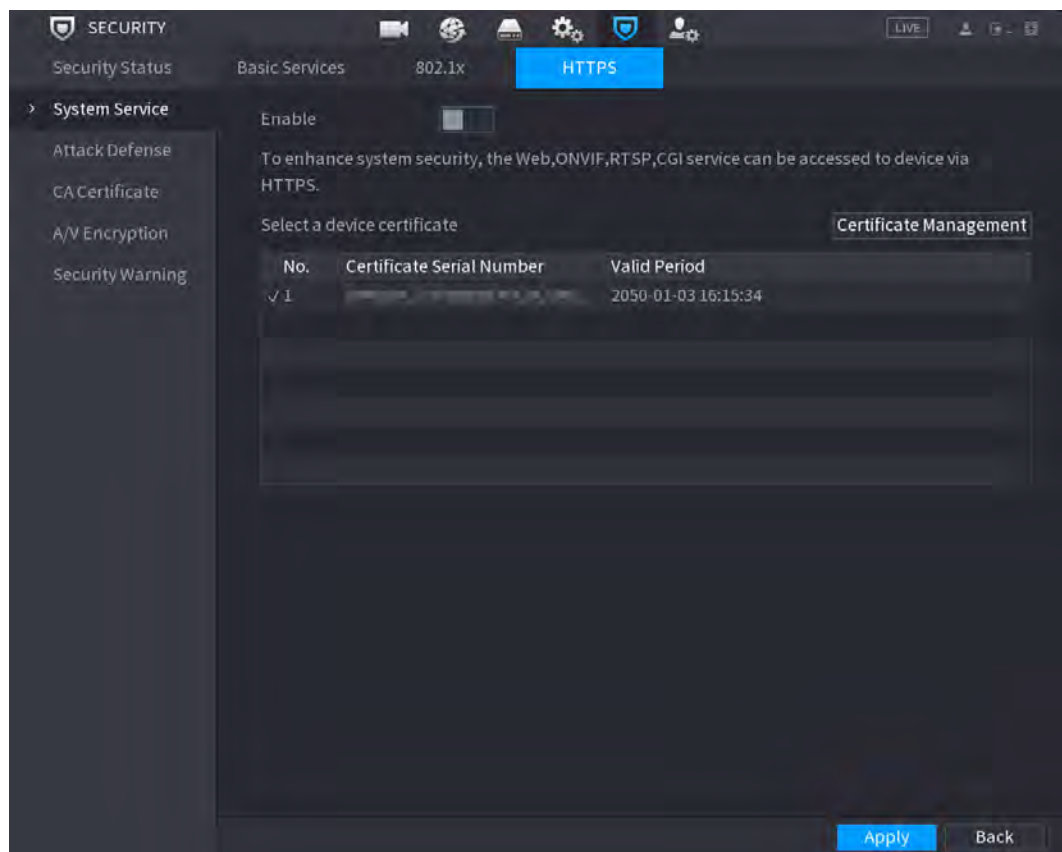 SECURITY
LIVE
Security Status
Basic Services
802.1x
HTTPS
System Service
Enable
Attack Defense
To enhance system security, the Web,ONVIF,RTSP,CGI service can be accessed to device via
HTTPS.
CA Certificate
Select a device certificate
Certificate Management
A/V Encryption
No. Certificate Serial Number Valid Period
Security Warning
1 2050-01-03 16:15:34
Apply
Back